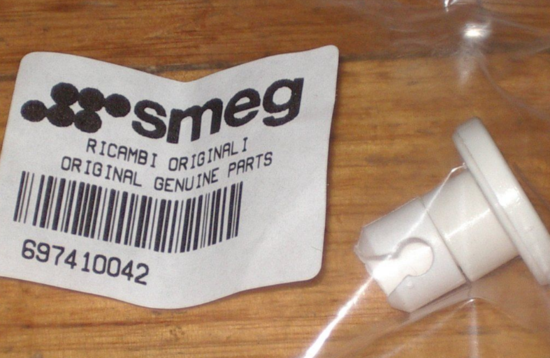 smeg
RICAMBI ORIGINALI
ORIGINAL GENUINE PARTS
697410042